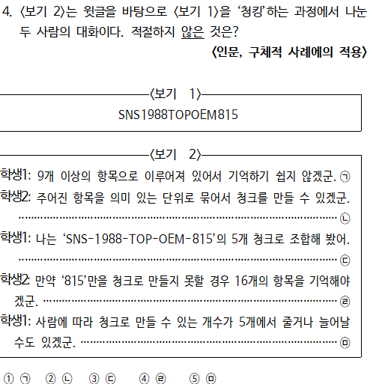 4. 〈보기 2〉는 윗글을 바탕으로 〈보기 1〉을 ‘청킹’하는 과정에서 나눈
두 사람의 대화이다. 적절하지 않은 것은?
〈인문, 구체적 사례에의 적용〉
〈보기 1〉
SNS1988TOPOEM815
〈보기 2〉
학생1: 9개 이상의 항목으로 이루어져 있어서 기억하기 쉽지 않겠군. ㉠
학생2: 주어진 항목을 의미 있는 단위로 묶어서 청크를 만들 수 있겠군.
㉡
학생1: 나는 ‘SNS-1988-TOP-OEM-815’의 5개 청크로 조합해 봤어.
㉢
학생2: 만약 ‘815’만을 청크로 만들지 못할 경우 16개의 항목을 기억해야
겠군. ㉣
학생1: 사람에 따라 청크로 만들 수 있는 개수가 5개에서 줄거나 늘어날
수도 있겠군. ㉤
① ㉠ ② ㉡ ③ ㉢ ④ ㉣ ⑤ ㉤